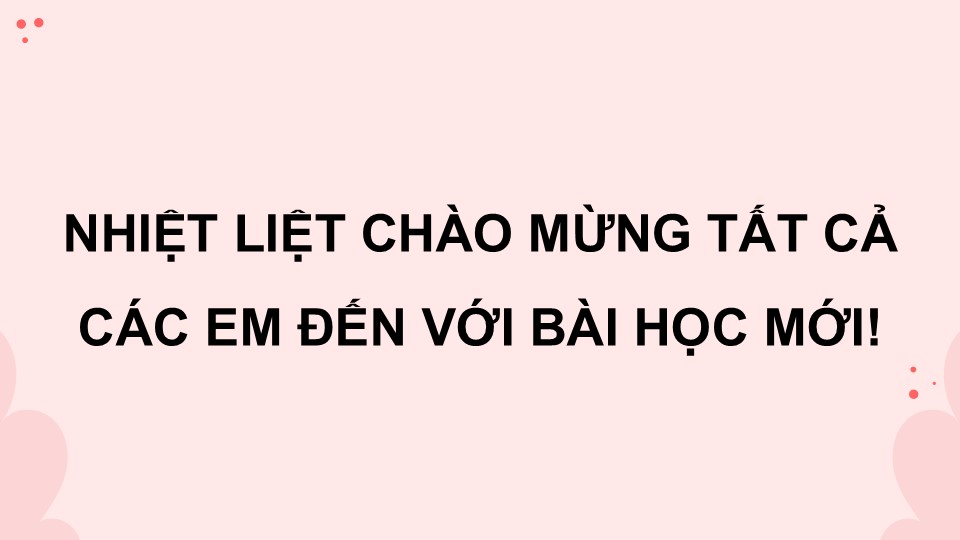 NHIỆT LIỆT CHÀO MỪNG TẤT CẢ
CÁC EM ĐẾN VỚI BÀI HỌC MỚI!